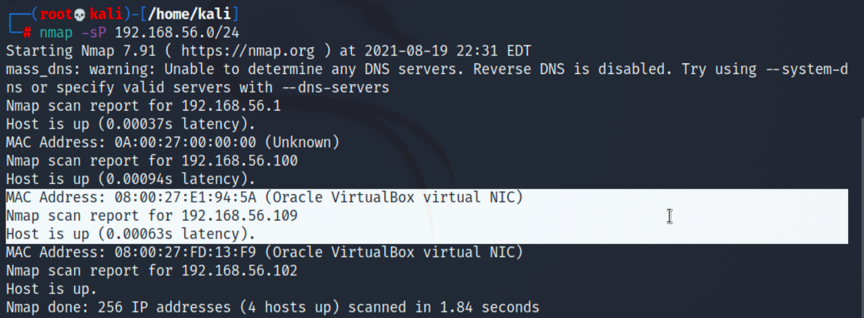 ┌──(root💀kali)-[/home/kali]
└─# nmap -sP 192.168.56.0/24
Starting Nmap 7.91 ( https://nmap.org ) at 2021-08-19 22:31 EDT
mass_dns: warning: Unable to determine any DNS servers. Reverse DNS is disabled. Try using --system-d
ns or specify valid servers with --dns-servers
Nmap scan report for 192.168.56.1
Host is up (0.00037s latency).
MAC Address: 0A:00:27:00:00:00 (Unknown)
Nmap scan report for 192.168.56.100
Host is up (0.00094s latency).
MAC Address: 08:00:27:E1:94:5A (Oracle VirtualBox virtual NIC)
Nmap scan report for 192.168.56.109
Host is up (0.00063s latency).
MAC Address: 08:00:27:FD:13:F9 (Oracle VirtualBox virtual NIC)
Nmap scan report for 192.168.56.102
Host is up.
Nmap done: 256 IP addresses (4 hosts up) scanned in 1.84 seconds